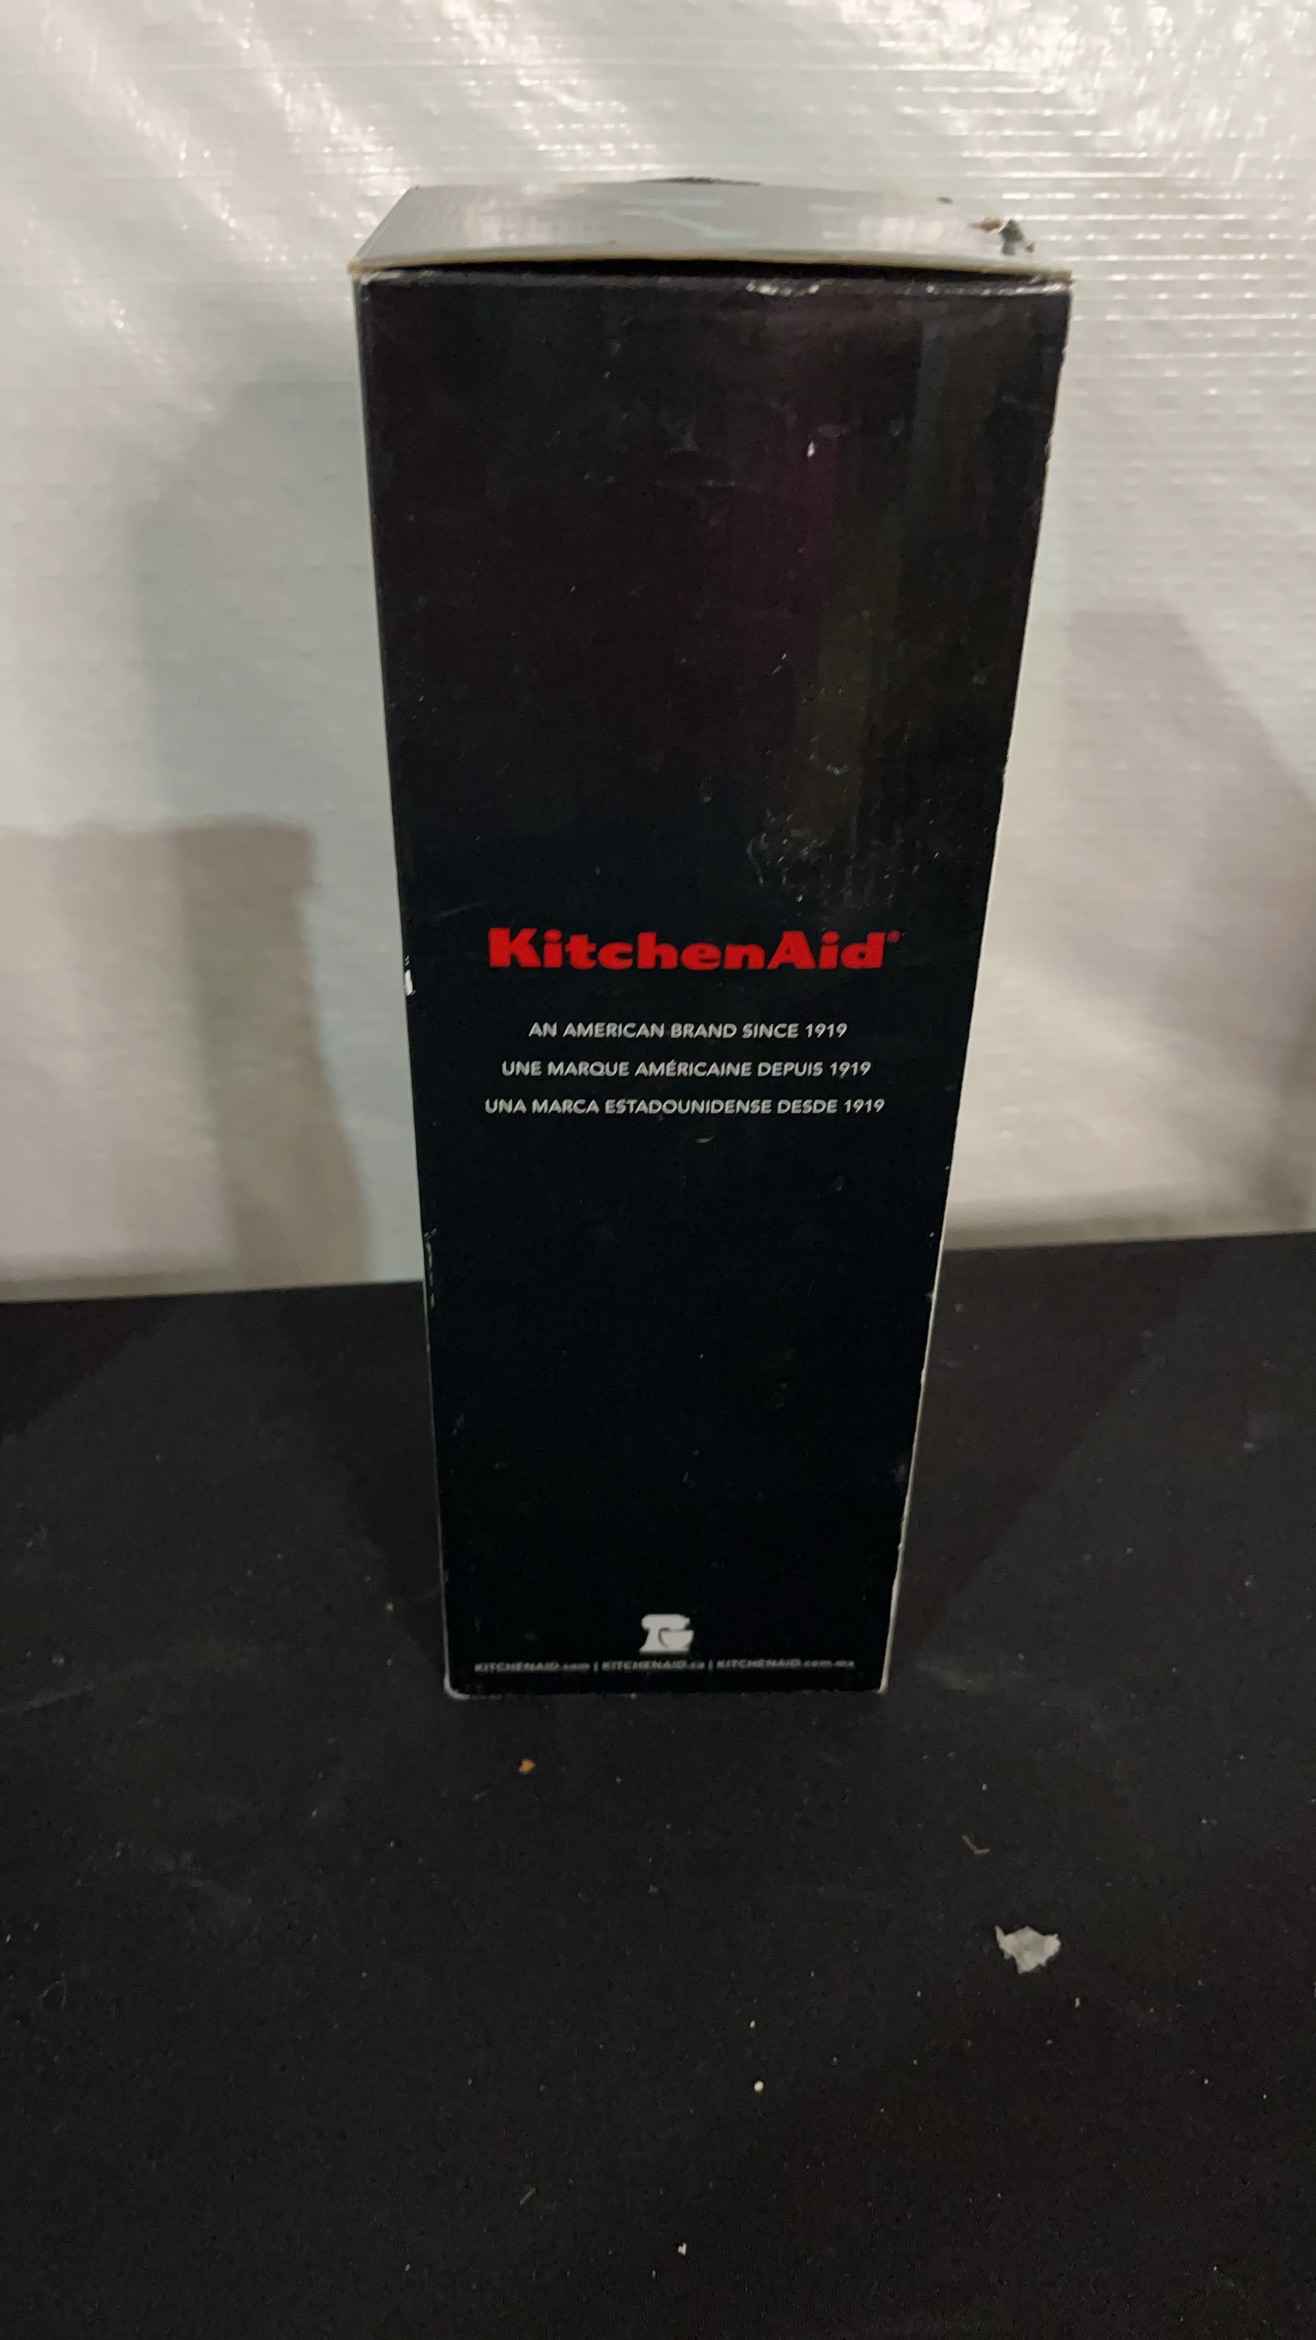 KitchenAid®
AN AMERICAN BRAND SINCE 1919
UNE MARQUE AMÉRICAINE DEPUIS 1919
UNA MARCA ESTADOUNIDENSE DESDE 1919
KITCHENAID.com | KITCHENAID.ca | KITCHENAID.com.mx